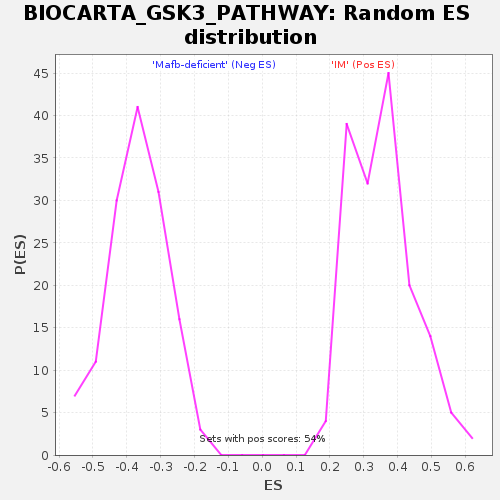 BIOCARTA_GSK3_PATHWAY: Random ES
distribution
'Mafb-deficient' (Neg ES)
'IM' (Pos ES)
P(ES)
45
40
35
30
25
20
15
10
5
0
Sets with pos scores: 54%
-0.6 -0.5 -0.4 -0.3 -0.2 -0.1 0.0 0.1 0.2 0.3 0.4 0.5 0.6
ES